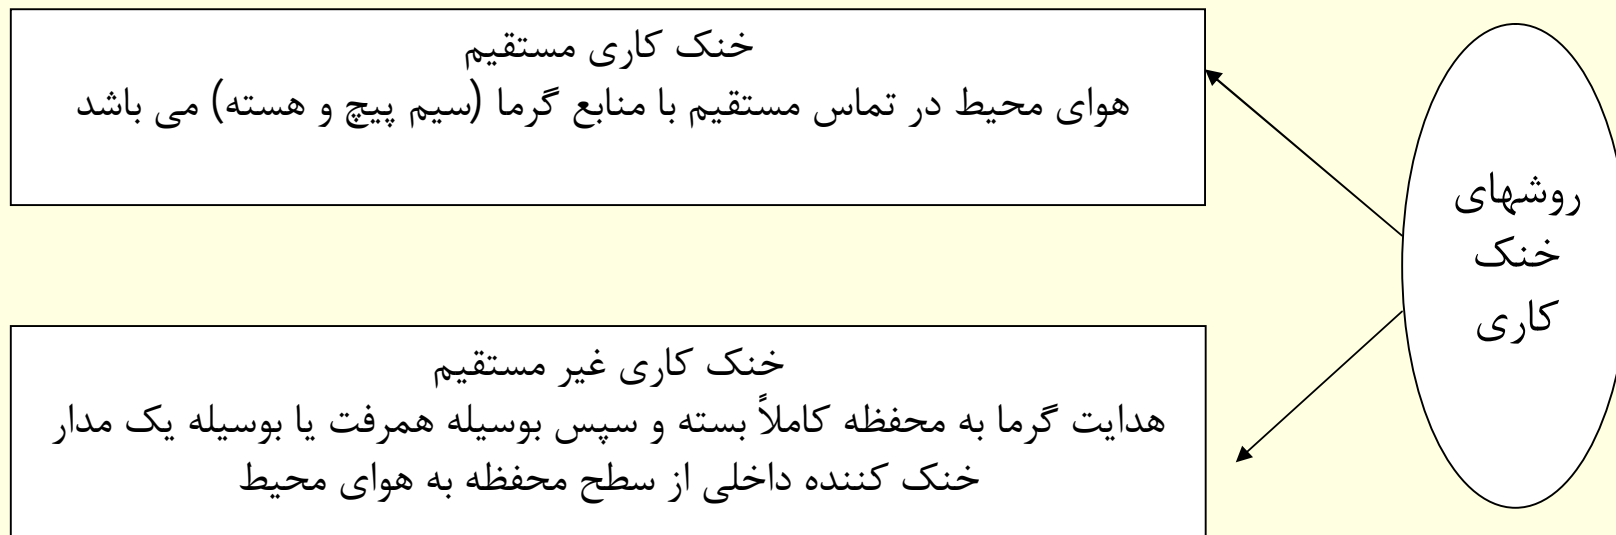 روشهای
خنک
کاری
خنک کاری مستقیم
هوای محیط در تماس مستقیم با منابع گرما (سیم پیچ و هسته) می باشد
خنک کاری غیر مستقیم
هدایت گرما به محفظه کاملاً بسته و سپس بوسیله همرفت یا بوسیله یک مدار
خنک کننده داخلی از سطح محفظه به هوای محیط